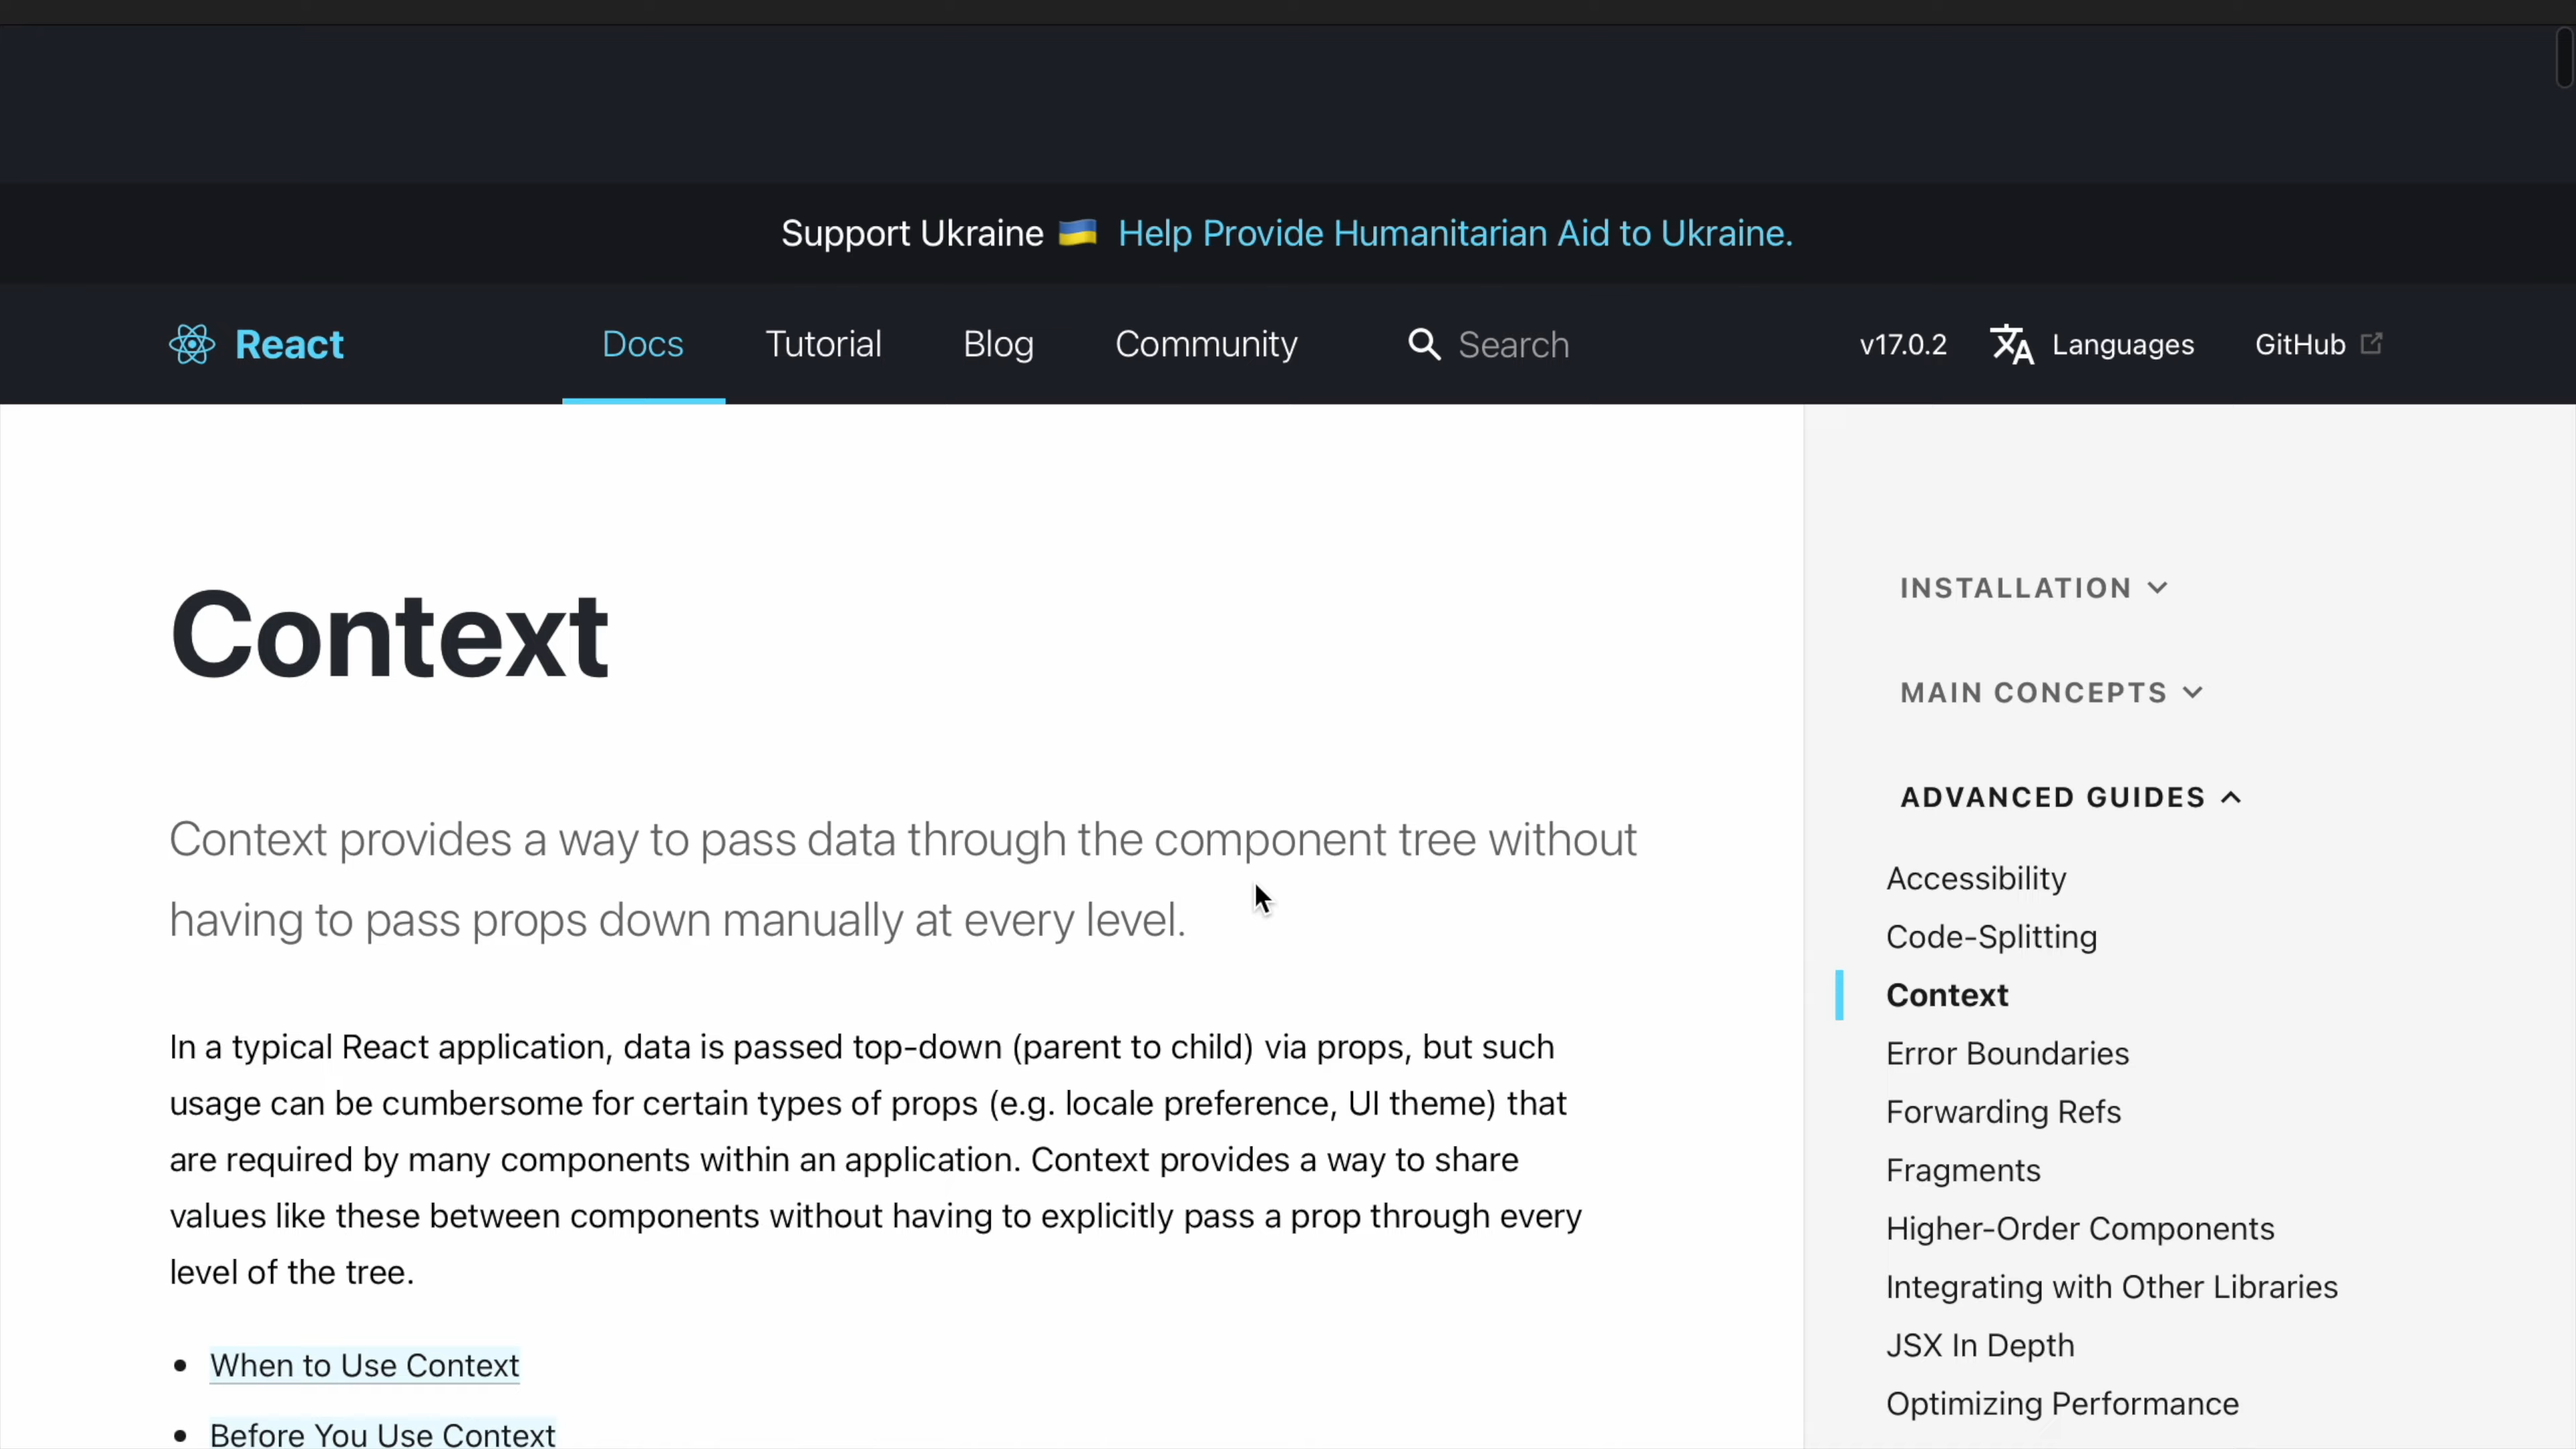 Support Ukraine 🇺🇦 Help Provide Humanitarian Aid to Ukraine.
React
Docs
Tutorial
Blog
Community
Search
v17.0.2
Languages
GitHub
Context
Context provides a way to pass data through the component tree without
having to pass props down manually at every level.
In a typical React application, data is passed top-down (parent to child) via props, but such
usage can be cumbersome for certain types of props (e.g. locale preference, UI theme) that
are required by many components within an application. Context provides a way to share
values like these between components without having to explicitly pass a prop through every
level of the tree.
• When to Use Context
• Before You Use Context
INSTALLATION
MAIN CONCEPTS
ADVANCED GUIDES
Accessibility
Code-Splitting
Context
Error Boundaries
Forwarding Refs
Fragments
Higher-Order Components
Integrating with Other Libraries
JSX In Depth
Optimizing Performance